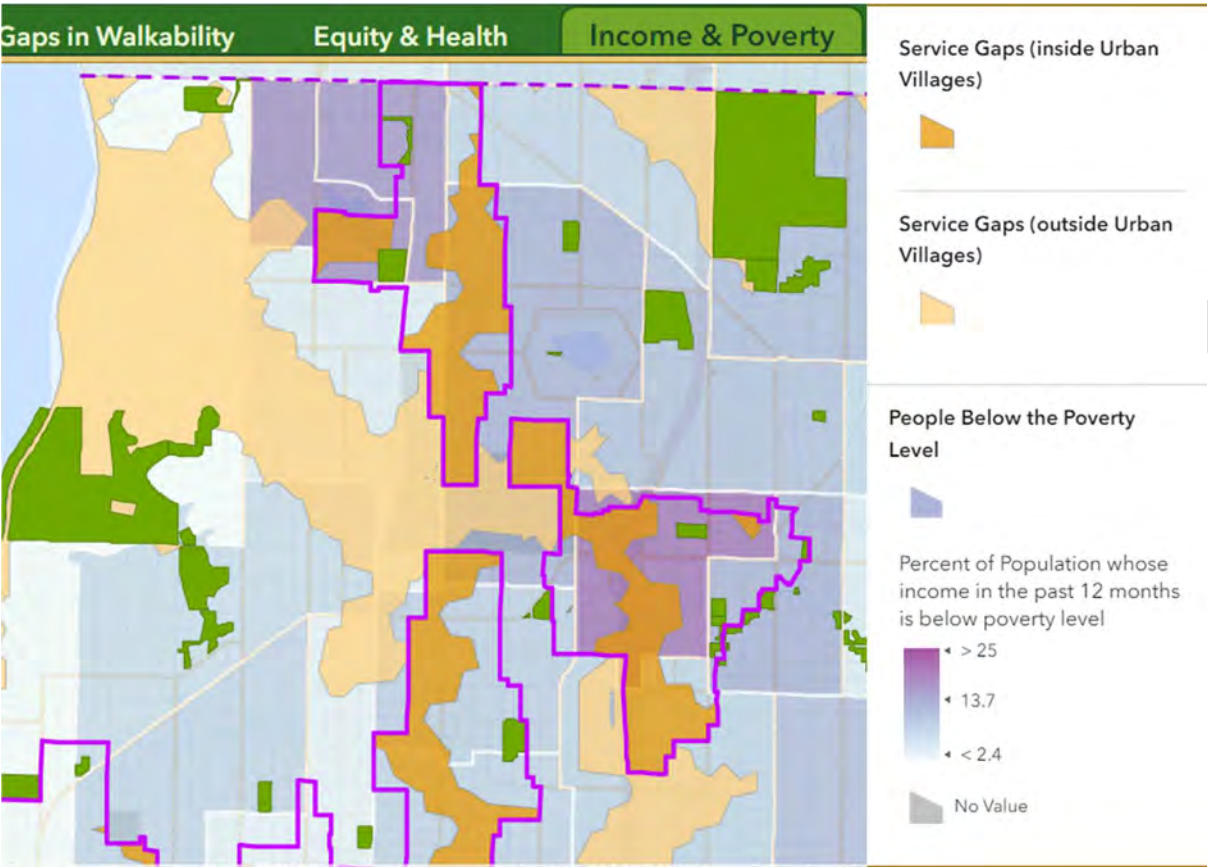 Gaps in Walkability
Equity & Health
Income & Poverty
Service Gaps (inside Urban
Villages)
Service Gaps (outside Urban
Villages)
People Below the Poverty
Level
Percent of Population whose
income in the past 12 months
is below poverty level
> 25
13.7
< 2.4
No Value